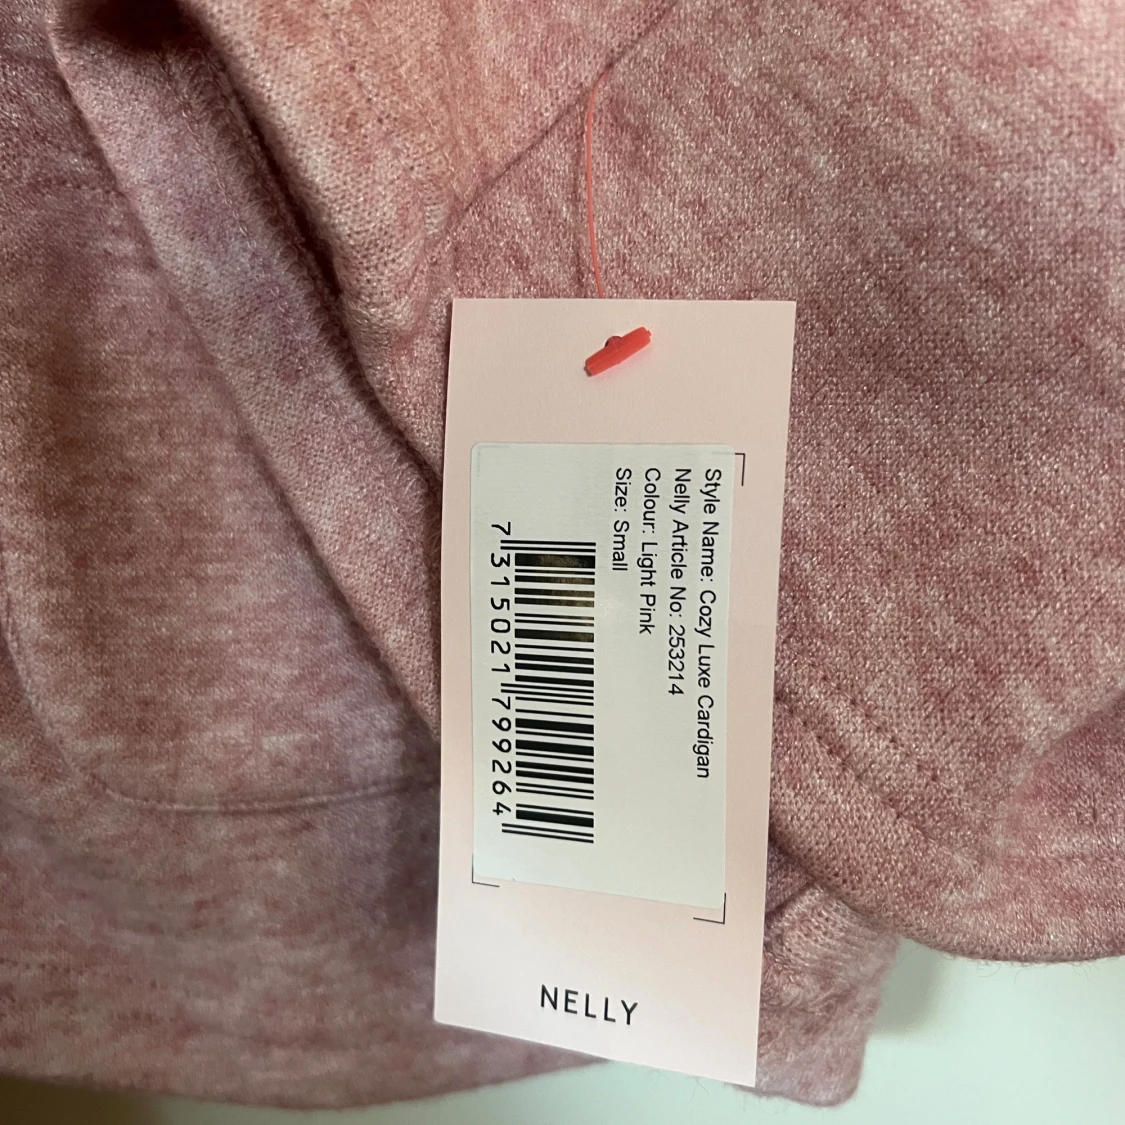 Style Name: Cozy Luxe Cardigan
Nelly Article No: 253214
Colour: Light Pink
Size: Small
7 315021 799264
NELLY